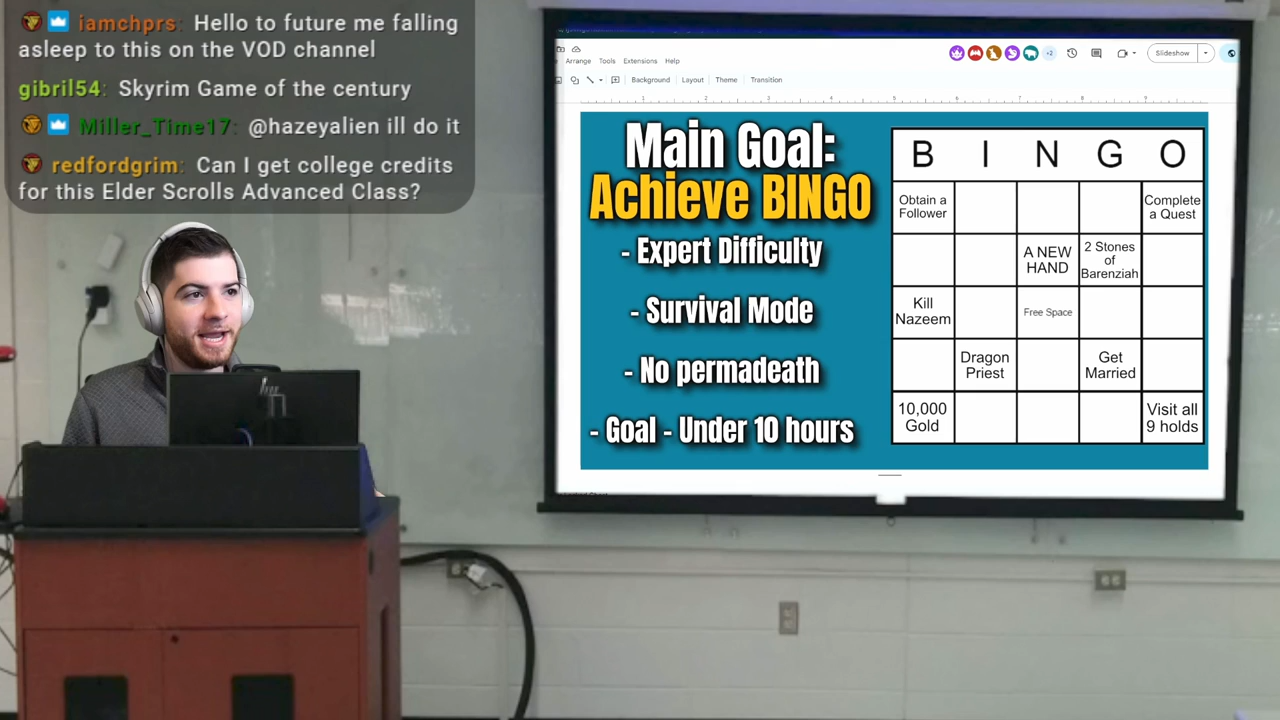 iamchprs: Hello to future me falling
asleep to this on the VOD channel
gibril54: Skyrim Game of the century
Miller_Time17: @hazeyalien ill do it
redfordgrim: Can I get college credits
for this Elder Scrolls Advanced Class?
Arrange Tools Extensions Help
Slideshow
Background Layout Theme Transition
Main Goal:
Achieve BINGO
- Expert Difficulty
- Survival Mode
- No permadeath
- Goal - Under 10 hours
B I N G O
Obtain a
Follower
Complete
a Quest
A NEW
HAND
2 Stones
of
Barenziah
Kill
Nazeem
Free Space
Dragon
Priest
Get
Married
10,000
Gold
Visit all
9 holds